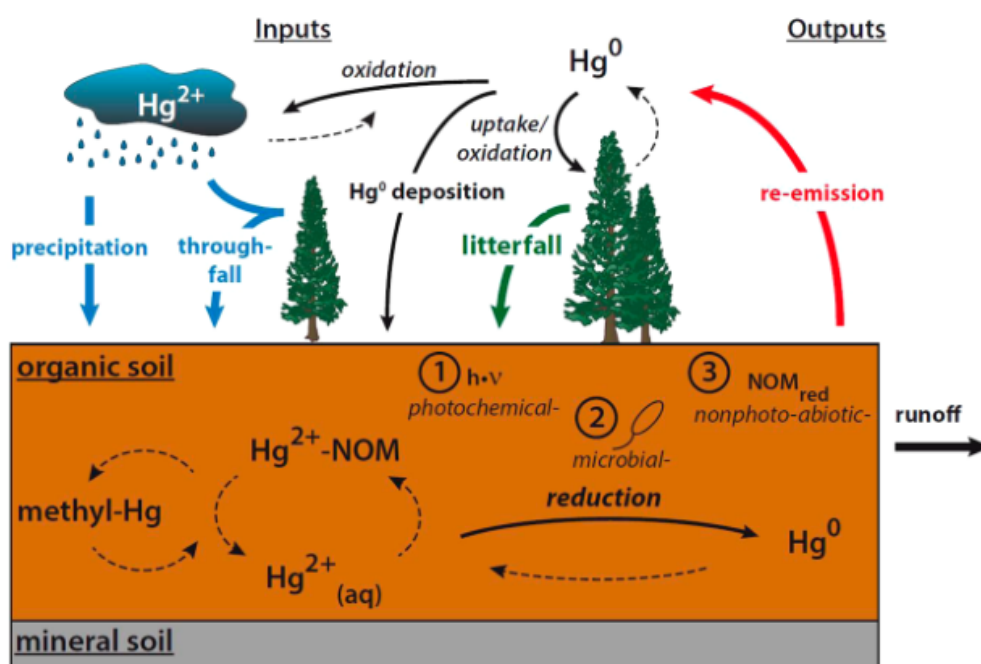 Inputs
Outputs
Hg⁰
oxidation
Hg²⁺
uptake/
oxidation
Hg⁰ deposition
re-emission
precipitation
through-
fall
litterfall
organic soil
① h•ν
photochemical-
③ NOM_red
nonphoto-abiotic-
② 
microbial-
runoff
Hg²⁺-NOM
methyl-Hg
reduction
Hg⁰
Hg²⁺(aq)
mineral soil